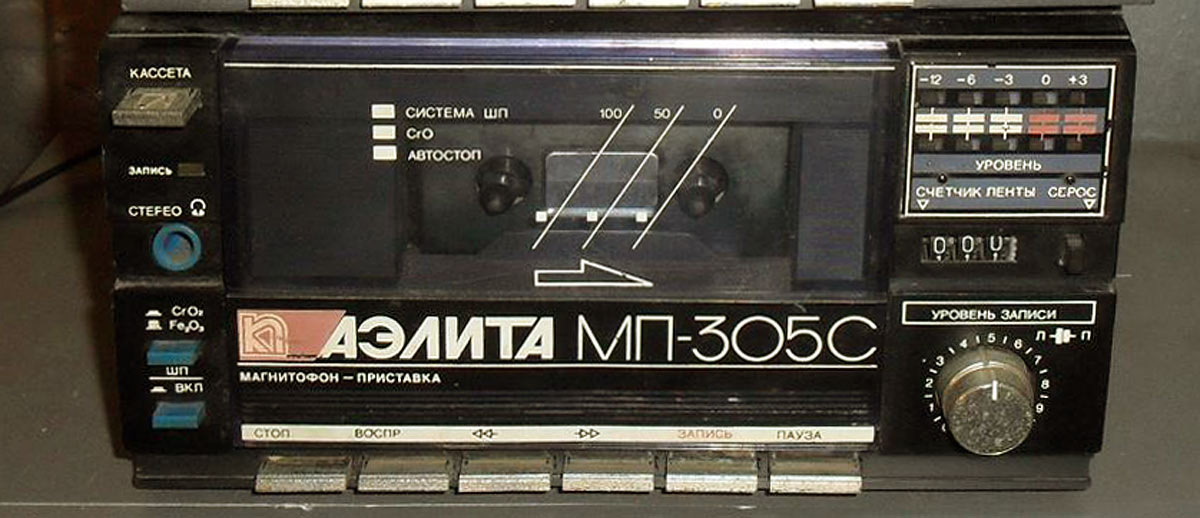 КАССЕТА
ЗАПИСЬ
СТЕРЕО
CrO₂
Fe₂O₃
ШП
ВКП
СИСТЕМА ШП
CrO
АВТОСТОП
100 50 0
АЭЛИТА МП-305С
МАГНИТОФОН — ПРИСТАВКА
СТОП ВОСПР ЗАПИСЬ ПАУЗА
-12 -6 -3 0 +3
УРОВЕНЬ
СЧЕТЧИК ЛЕНТЫ СБРОС
000
УРОВЕНЬ ЗАПИСИ
Л П
1 2 3 4 5 6 7 8 9